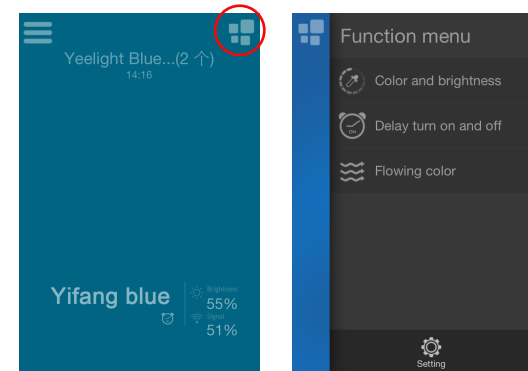 Yeelight Blue...(2 个)
14:16
Yifang blue
Brightness
55%
Signal
51%
Function menu
Color and brightness
ON
Delay turn on and off
Flowing color
Setting